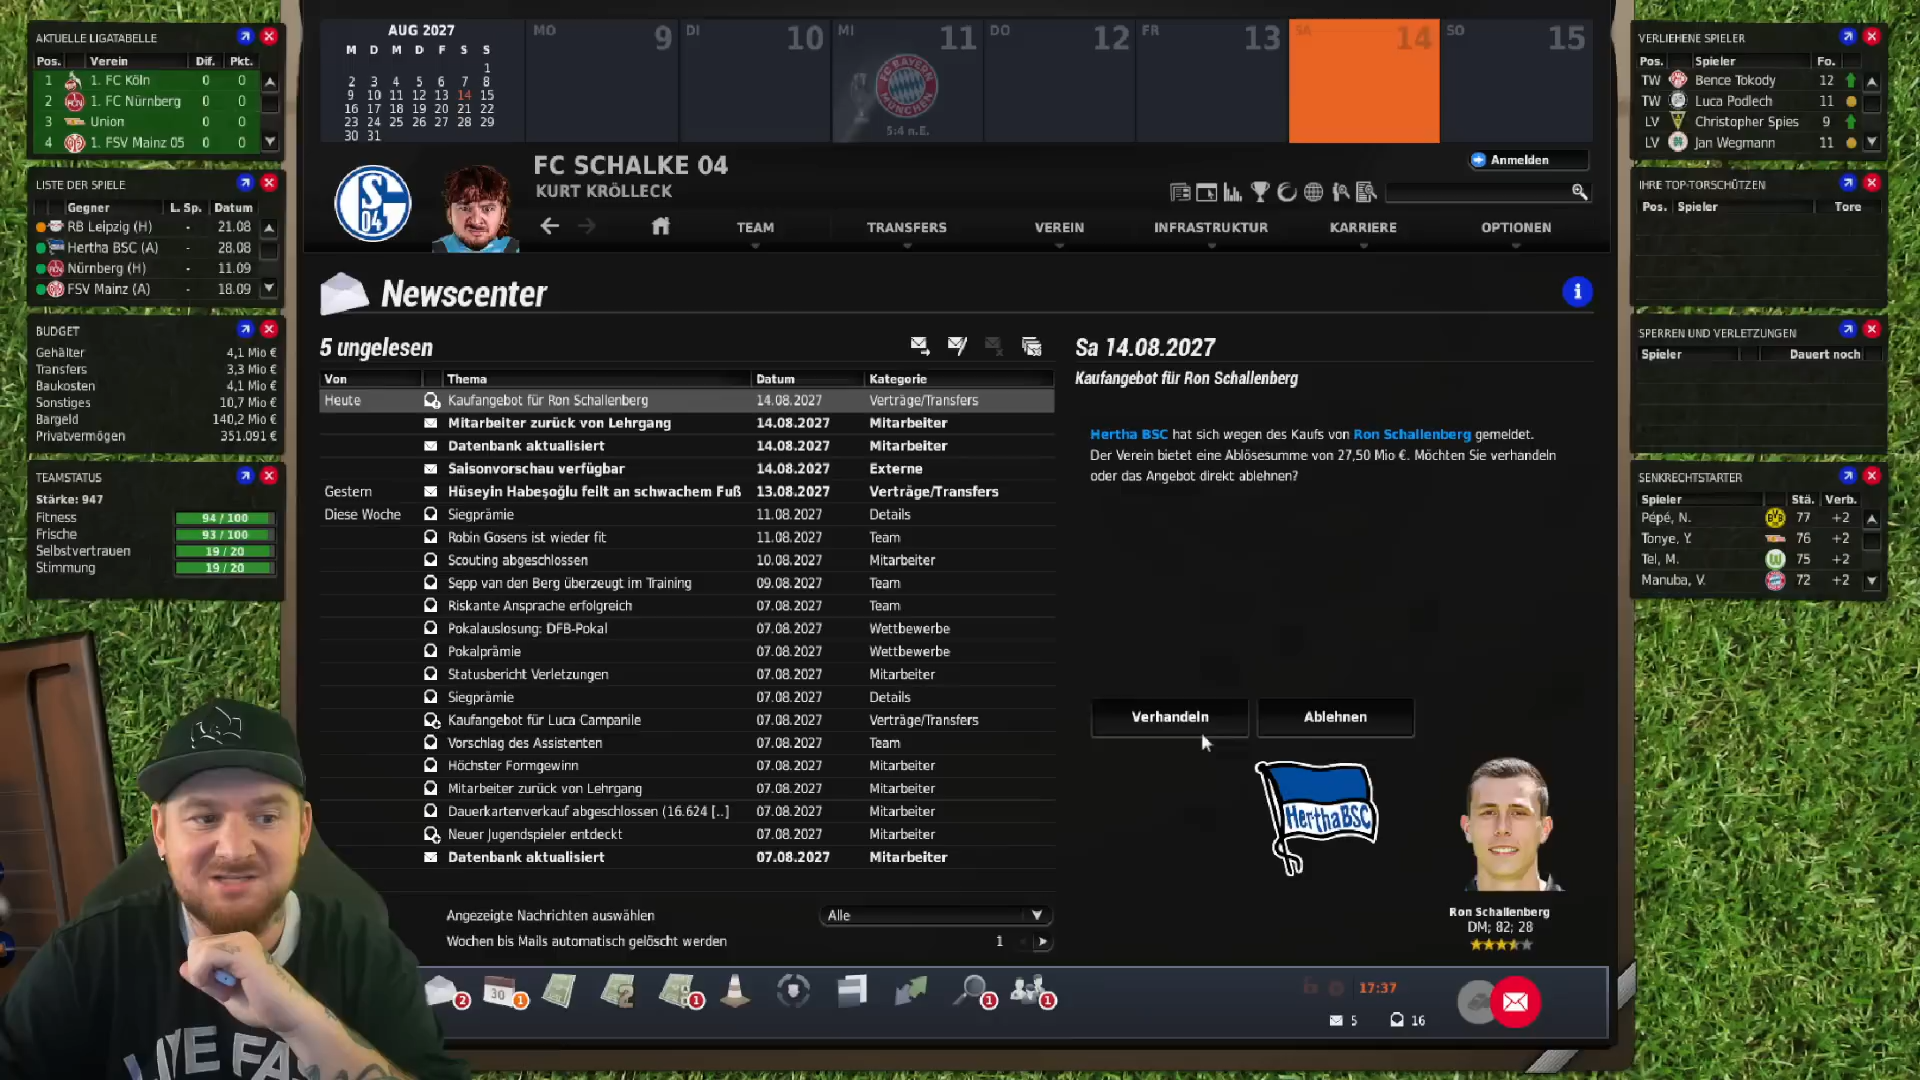 AKTUELLE LIGATABELLE
Pos. Verein Dif. Pkt.
1 1. FC Köln 0 0
2 1. FC Nürnberg 0 0
3 Union 0 0
4 1. FSV Mainz 05 0 0
LISTE DER SPIELE
Gegner L. Sp. Datum
RB Leipzig (H) - 21.08
Hertha BSC (A) - 28.08
Nürnberg (H) - 11.09
FSV Mainz (A) - 18.09
BUDGET
Gehälter 4,1 Mio €
Transfers 3,3 Mio €
Baukosten 4,1 Mio €
Sonstiges 10,7 Mio €
Bargeld 140,2 Mio €
Privatvermögen 351.091 €
TEAMSTATUS
Stärke: 947
Fitness 94 / 100
Frische 93 / 100
Selbstvertrauen 19 / 20
Stimmung 19 / 20
AUG 2027
M D M D F S S
1
2 3 4 5 6 7 8
9 10 11 12 13 14 15
16 17 18 19 20 21 22
23 24 25 26 27 28 29
30 31
MO 9 DI 10 MI 11 DO 12 FR 13 SA 14 SO 15
FC BAYERN MÜNCHEN
5:4 n.E.
S 04
FC SCHALKE 04
KURT KRÖLLECK
Anmelden
TEAM TRANSFERS VEREIN INFRASTRUKTUR KARRIERE OPTIONEN
Newscenter
5 ungelesen
Von Thema Datum Kategorie
Heute Kaufangebot für Ron Schallenberg 14.08.2027 Verträge/Transfers
Mitarbeiter zurück von Lehrgang 14.08.2027 Mitarbeiter
Datenbank aktualisiert 14.08.2027 Mitarbeiter
Saisonvorschau verfügbar 14.08.2027 Externe
Gestern Hüseyin Habeşoğlu feilt an schwachem Fuß 13.08.2027 Verträge/Transfers
Diese Woche Siegprämie 11.08.2027 Details
Robin Gosens ist wieder fit 11.08.2027 Team
Scouting abgeschlossen 10.08.2027 Mitarbeiter
Sepp van den Berg überzeugt im Training 09.08.2027 Team
Riskante Ansprache erfolgreich 07.08.2027 Team
Pokalauslosung: DFB-Pokal 07.08.2027 Wettbewerbe
Pokalprämie 07.08.2027 Wettbewerbe
Statusbericht Verletzungen 07.08.2027 Mitarbeiter
Siegprämie 07.08.2027 Details
Kaufangebot für Luca Campanile 07.08.2027 Verträge/Transfers
Vorschlag des Assistenten 07.08.2027 Team
Höchster Formgewinn 07.08.2027 Mitarbeiter
Mitarbeiter zurück von Lehrgang 07.08.2027 Mitarbeiter
Dauerkartenverkauf abgeschlossen (16.624 [..] 07.08.2027 Mitarbeiter
Neuer Jugendspieler entdeckt 07.08.2027 Mitarbeiter
Datenbank aktualisiert 07.08.2027 Mitarbeiter
Angezeigte Nachrichten auswählen Alle
Wochen bis Mails automatisch gelöscht werden 1
Sa 14.08.2027
Kaufangebot für Ron Schallenberg
Hertha BSC hat sich wegen des Kaufs von Ron Schallenberg gemeldet.
Der Verein bietet eine Ablösesumme von 27,50 Mio €. Möchten Sie verhandeln
oder das Angebot direkt ablehnen?
Verhandeln Ablehnen
Hertha BSC
Ron Schallenberg
DM; 82; 28
2 30 1 2 1 1 1
17:37
5 16
VERLIEHENE SPIELER
Pos. Spieler Fo.
TW Bence Tokody 12
TW Luca Podlech 11
LV Christopher Spies 9
LV Jan Wegmann 11
IHRE TOP-TORSCHÜTZEN
Pos. Spieler Tore
SPERREN UND VERLETZUNGEN
Spieler Dauert noch
SENKRECHTSTARTER
Spieler Stä. Verb.
Pépé, N. BVB 77 +2
Tonye, Y. 76 +2
Tel, M. W 75 +2
Manuba, V. 72 +2